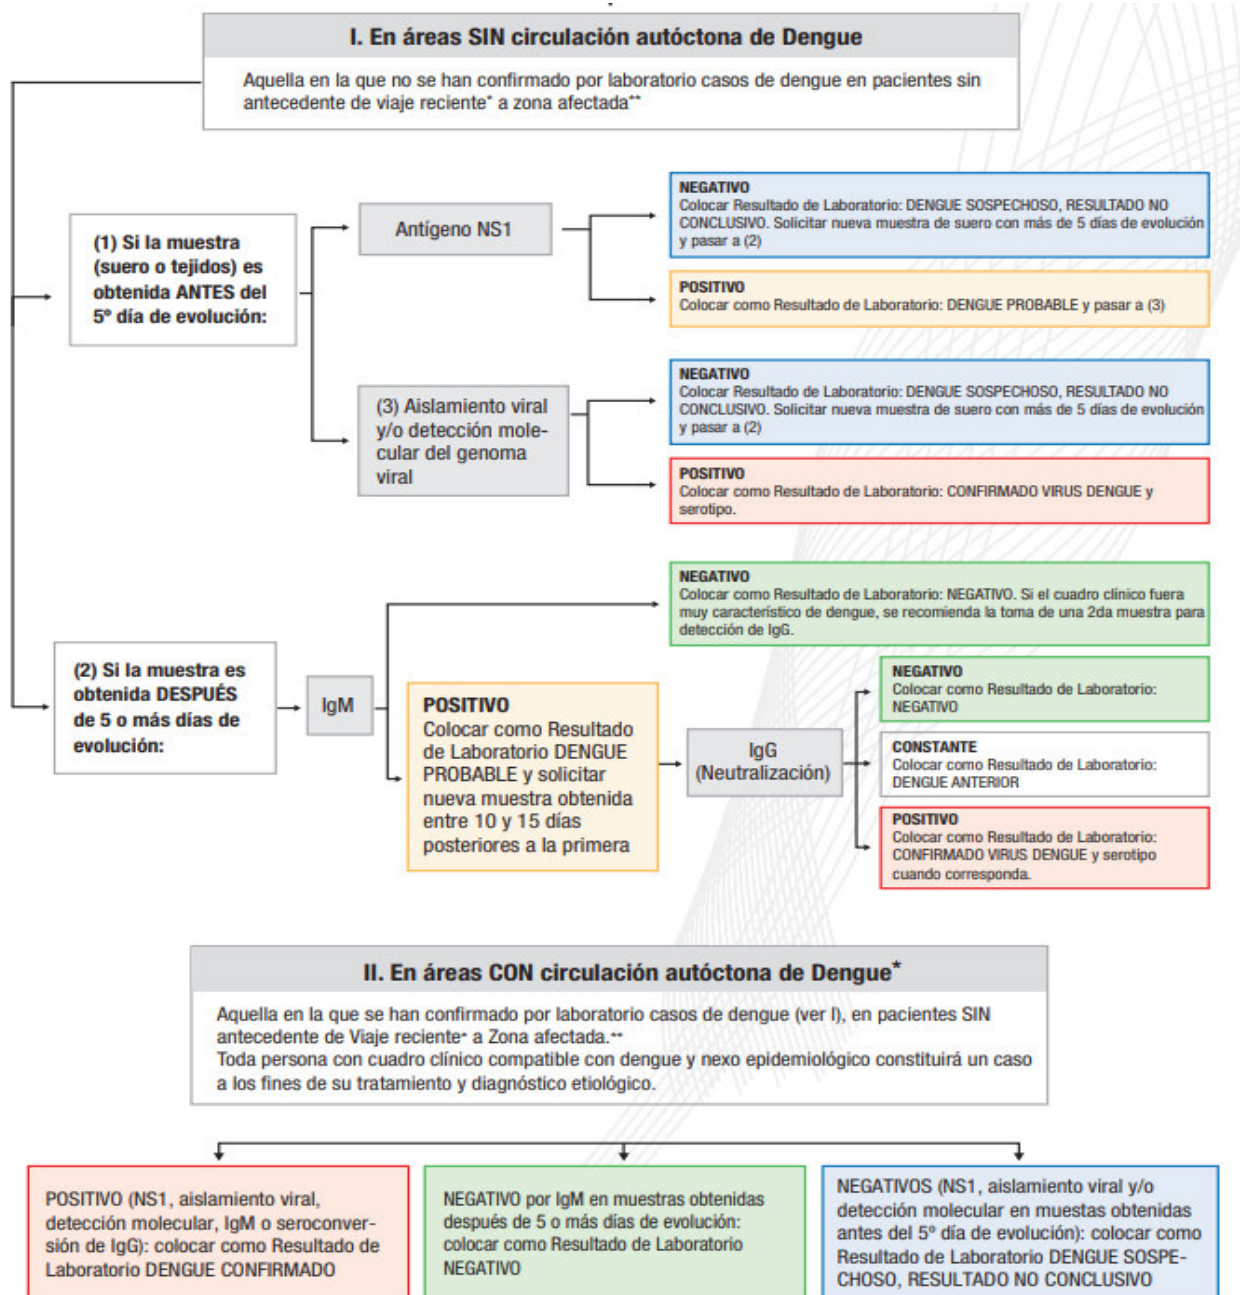 I. En áreas SIN circulación autóctona de Dengue
Aquella en la que no se han confirmado por laboratorio casos de dengue en pacientes sin
antecedente de viaje reciente* a zona afectada**
(1) Si la muestra
(suero o tejidos) es
obtenida ANTES del
5º día de evolución:
Antígeno NS1
NEGATIVO
Colocar Resultado de Laboratorio: DENGUE SOSPECHOSO, RESULTADO NO
CONCLUSIVO. Solicitar nueva muestra de suero con más de 5 días de evolución
y pasar a (2)
POSITIVO
Colocar como Resultado de Laboratorio: DENGUE PROBABLE y pasar a (3)
(3) Aislamiento viral
y/o detección mole-
cular del genoma
viral
NEGATIVO
Colocar Resultado de Laboratorio: DENGUE SOSPECHOSO, RESULTADO NO
CONCLUSIVO. Solicitar nueva muestra de suero con más de 5 días de evolución
y pasar a (2)
POSITIVO
Colocar como Resultado de Laboratorio: CONFIRMADO VIRUS DENGUE y
serotipo.
(2) Si la muestra es
obtenida DESPUÉS
de 5 o más días de
evolución:
IgM
NEGATIVO
Colocar como Resultado de Laboratorio: NEGATIVO. Si el cuadro clínico fuera
muy característico de dengue, se recomienda la toma de una 2da muestra para
detección de IgG.
POSITIVO
Colocar como Resultado
de Laboratorio DENGUE
PROBABLE y solicitar
nueva muestra obtenida
entre 10 y 15 días
posteriores a la primera
IgG
(Neutralización)
NEGATIVO
Colocar como Resultado de Laboratorio:
NEGATIVO
CONSTANTE
Colocar como Resultado de Laboratorio:
DENGUE ANTERIOR
POSITIVO
Colocar como Resultado de Laboratorio:
CONFIRMADO VIRUS DENGUE y serotipo
cuando corresponda.
II. En áreas CON circulación autóctona de Dengue*
Aquella en la que se han confirmado por laboratorio casos de dengue (ver I), en pacientes SIN
antecedente de Viaje reciente* a Zona afectada.**
Toda persona con cuadro clínico compatible con dengue y nexo epidemiológico constituirá un caso
a los fines de su tratamiento y diagnóstico etiológico.
POSITIVO (NS1, aislamiento viral,
detección molecular, IgM o seroconver-
sión de IgG): colocar como Resultado de
Laboratorio DENGUE CONFIRMADO
NEGATIVO por IgM en muestras obtenidas
después de 5 o más días de evolución:
colocar como Resultado de Laboratorio
NEGATIVO
NEGATIVOS (NS1, aislamiento viral y/o
detección molecular en muestas obtenidas
antes del 5º día de evolución): colocar como
Resultado de Laboratorio DENGUE SOSPE-
CHOSO, RESULTADO NO CONCLUSIVO